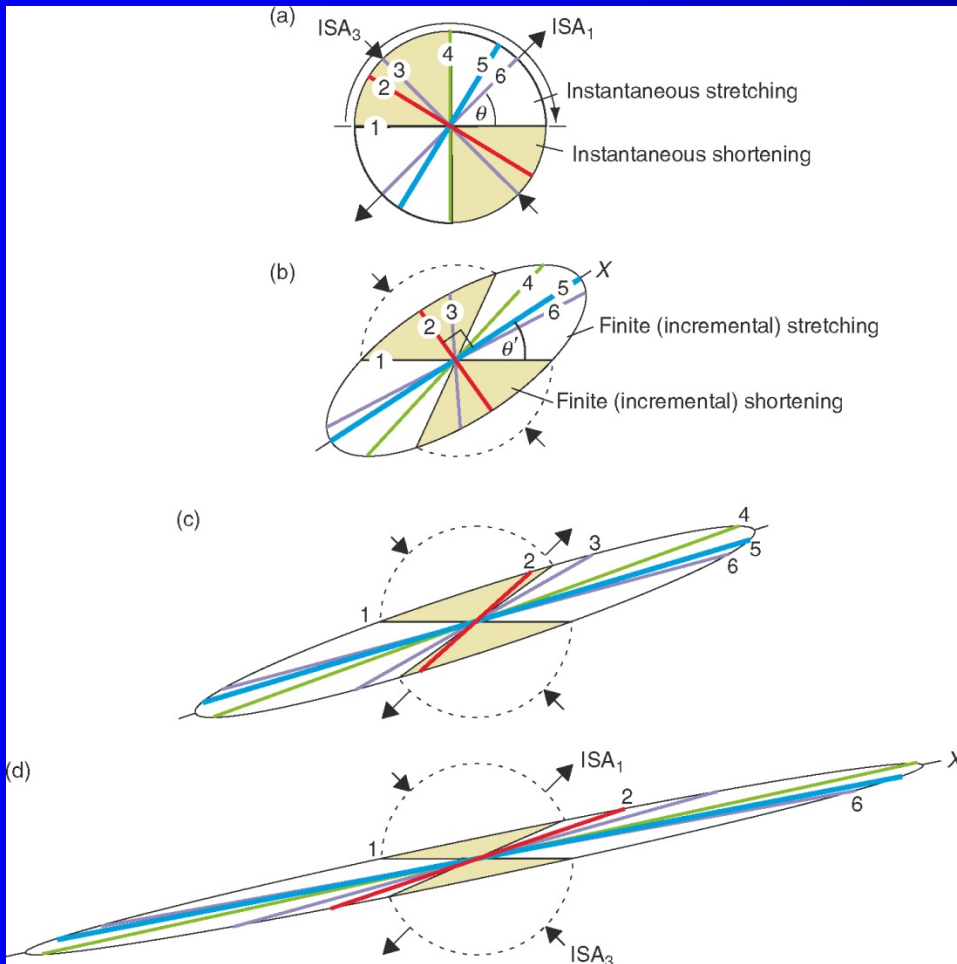 (a)
ISA3
ISA1
4
3
5
2
6
Instantaneous stretching
θ
1
Instantaneous shortening
(b)
X
4
5
3
6
2
Finite (incremental) stretching
θ′
1
Finite (incremental) shortening
(c)
4
2
3
5
6
1
(d)
ISA1
X
2
6
1
ISA3